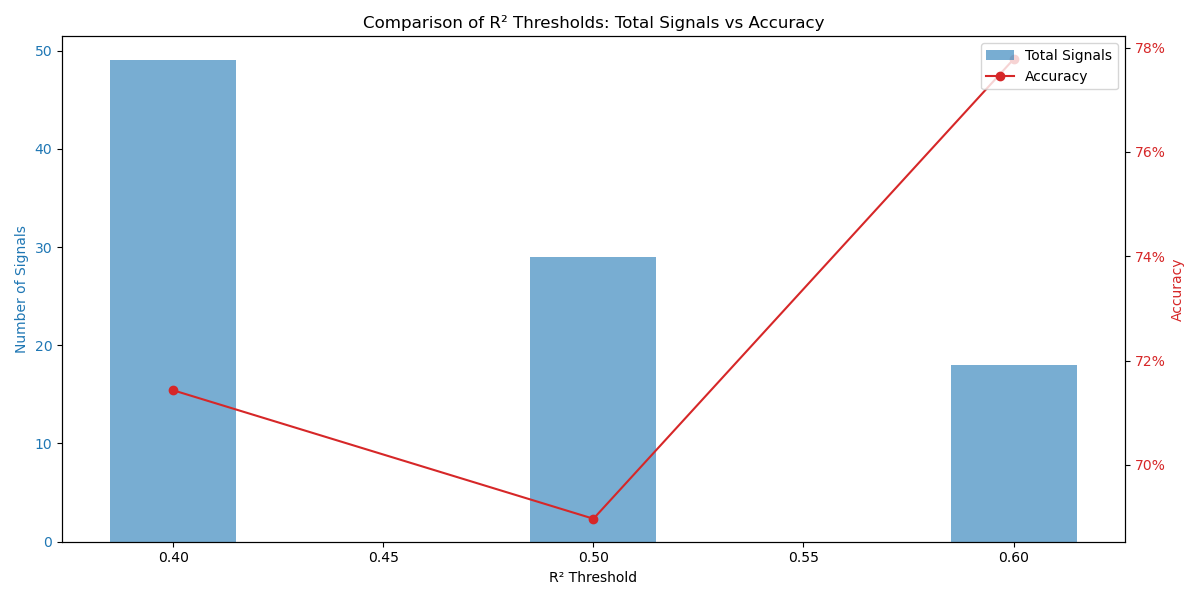 Comparison of R² Thresholds: Total Signals vs Accuracy
Total Signals
Accuracy
50
40
30
20
10
0
Number of Signals
78%
76%
74%
72%
70%
Accuracy
0.40
0.45
0.50
0.55
0.60
R² Threshold